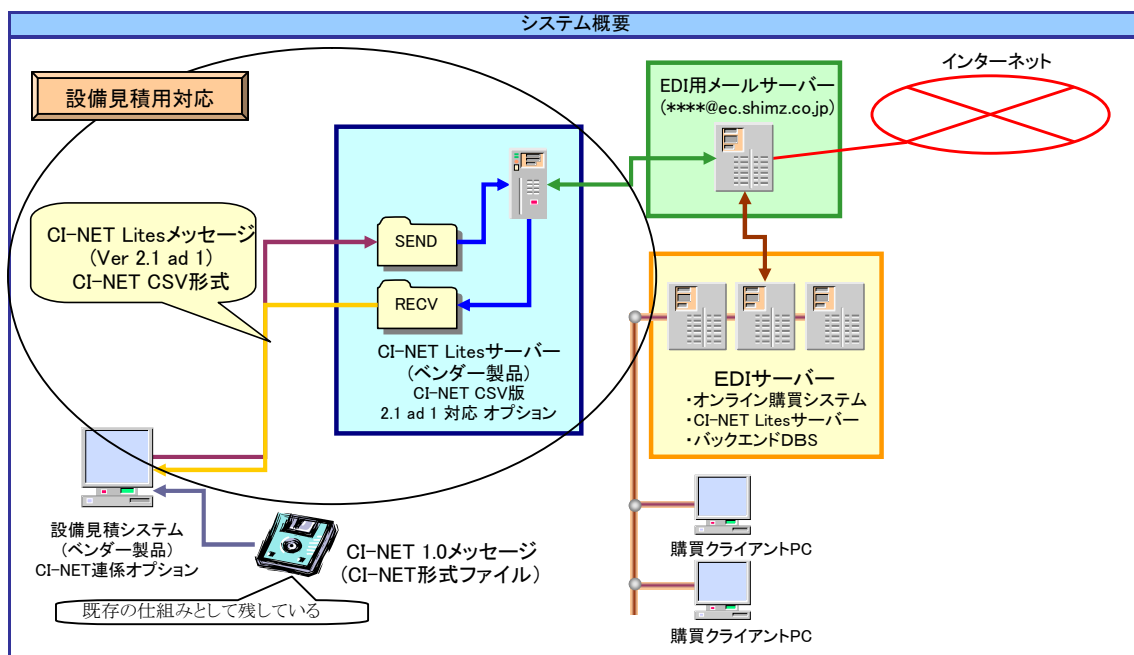 システム概要
設備見積用対応
インターネット
EDI用メールサーバー
(****@ec.shimz.co.jp)
CI-NET Litesメッセージ
(Ver 2.1 ad 1)
CI-NET CSV形式
SEND
RECV
CI-NET Litesサーバー
(ベンダー製品)
CI-NET CSV版
2.1 ad 1 対応 オプション
EDIサーバー
・オンライン購買システム
・CI-NET Litesサーバー
・バックエンドDBS
設備見積システム
(ベンダー製品)
CI-NET連係オプション
CI-NET 1.0メッセージ
(CI-NET形式ファイル)
既存の仕組みとして残している
購買クライアントPC
購買クライアントPC